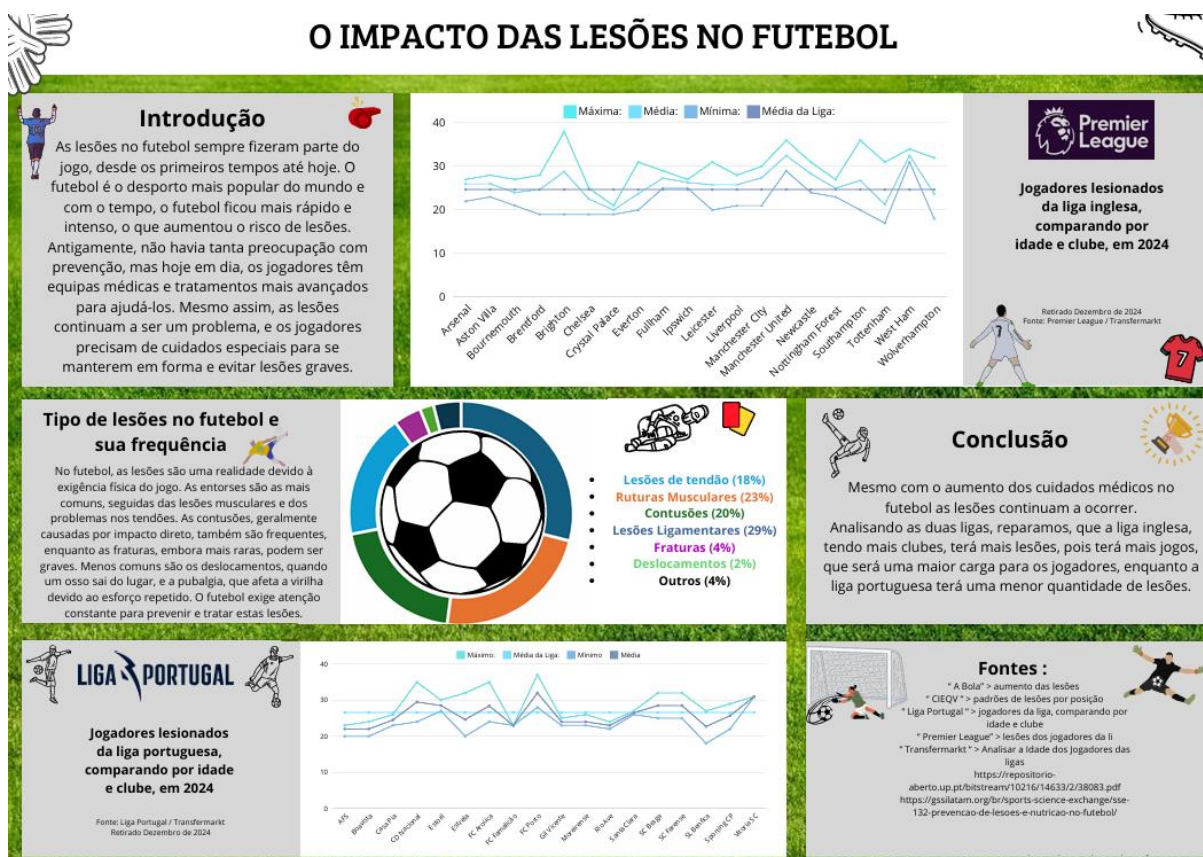 O IMPACTO DAS LESÕES NO FUTEBOL
Introdução
As lesões no futebol sempre fizeram parte do
jogo, desde os primeiros tempos até hoje. O
futebol é o desporto mais popular do mundo e
com o tempo, o futebol ficou mais rápido e
intenso, o que aumentou o risco de lesões.
Antigamente, não havia tanta preocupação com
prevenção, mas hoje em dia, os jogadores têm
equipas médicas e tratamentos mais avançados
para ajudá-los. Mesmo assim, as lesões
continuam a ser um problema, e os jogadores
precisam de cuidados especiais para se
manterem em forma e evitar lesões graves.
Máxima: Média: Mínima: Média da Liga:
40
30
20
10
0
Arsenal
Aston Villa
Bournemouth
Brentford
Brighton
Chelsea
Crystal Palace
Everton
Fulham
Ipswich
Leicester
Liverpool
Manchester City
Manchester United
Newcastle
Nottingham Forest
Southampton
Tottenham
West Ham
Wolverhampton
Premier
League
Jogadores lesionados
da liga inglesa,
comparando por
idade e clube, em 2024
Retirado Dezembro de 2024
Fonte: Premier League / Transfermarkt
7
7
Tipo de lesões no futebol e
sua frequência
No futebol, as lesões são uma realidade devido à
exigência física do jogo. As entorses são as mais
comuns, seguidas das lesões musculares e dos
problemas nos tendões. As contusões, geralmente
causadas por impacto direto, também são frequentes,
enquanto as fraturas, embora mais raras, podem ser
graves. Menos comuns são os deslocamentos, quando
um osso sai do lugar, e a pubalgia, que afeta a virilha
devido ao esforço repetido. O futebol exige atenção
constante para prevenir e tratar estas lesões.
Lesões de tendão (18%)
Ruturas Musculares (23%)
Contusões (20%)
Lesões Ligamentares (29%)
Fraturas (4%)
Deslocamentos (2%)
Outros (4%)
Conclusão
Mesmo com o aumento dos cuidados médicos no
futebol as lesões continuam a ocorrer.
Analisando as duas ligas, reparamos, que a liga inglesa,
tendo mais clubes, terá mais lesões, pois terá mais jogos,
que será uma maior carga para os jogadores, enquanto a
liga portuguesa terá uma menor quantidade de lesões.
LIGA PORTUGAL
Jogadores lesionados
da liga portuguesa,
comparando por idade
e clube, em 2024
Fonte: Liga Portugal / Transfermarkt
Retirado Dezembro de 2024
Máximo: Média da Liga: Mínimo Média
40
30
20
10
0
AFS
Boavista
CD Nacional
Estoril
Estrela
FC Arouca
FC Famalicão
FC Porto
Gil Vicente
Moreirense
Rio Ave
Santa Clara
SC Braga
SC Farense
SL Benfica
Sporting CP
Vitória S.C
Fontes :
" A Bola" > aumento das lesões
" CIEQV " > padrões de lesões por posição
" Liga Portugal " > jogadores da liga, comparando por
idade e clube
" Premier League" > lesões dos jogadores da li
" Transfermarkt " > Analisar a Idade dos Jogadores das
ligas
https://repositorio-
aberto.up.pt/bitstream/10216/14633/2/38083.pdf
https://gssilatam.org/br/sports-science-exchange/sse-
132-prevencao-de-lesoes-e-nutricao-no-futebol/